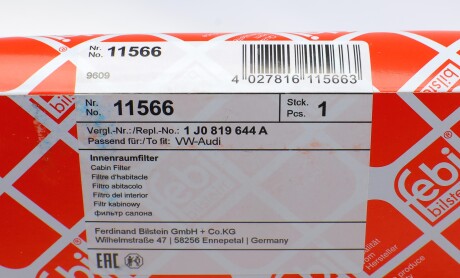 bilstein
Nr. No. 11566
9609
4 027816 115663
Nr. No. 11566
Stck. Pcs. 1
Vergl.-Nr.:/Repl.-No.: 1 J0 819 644 A
Passend für:/To fit: VW-Audi
Innenraumfilter
Cabin Filter
Filtre d'habitacle
Filtro abitacolo
Filtro del interior
Filtr kabinowy
фильтр салона
Ferdinand Bilstein GmbH + Co.KG
Wilhelmstraße 47 | 58256 Ennepetal | Germany
EAC
febi
bilstein